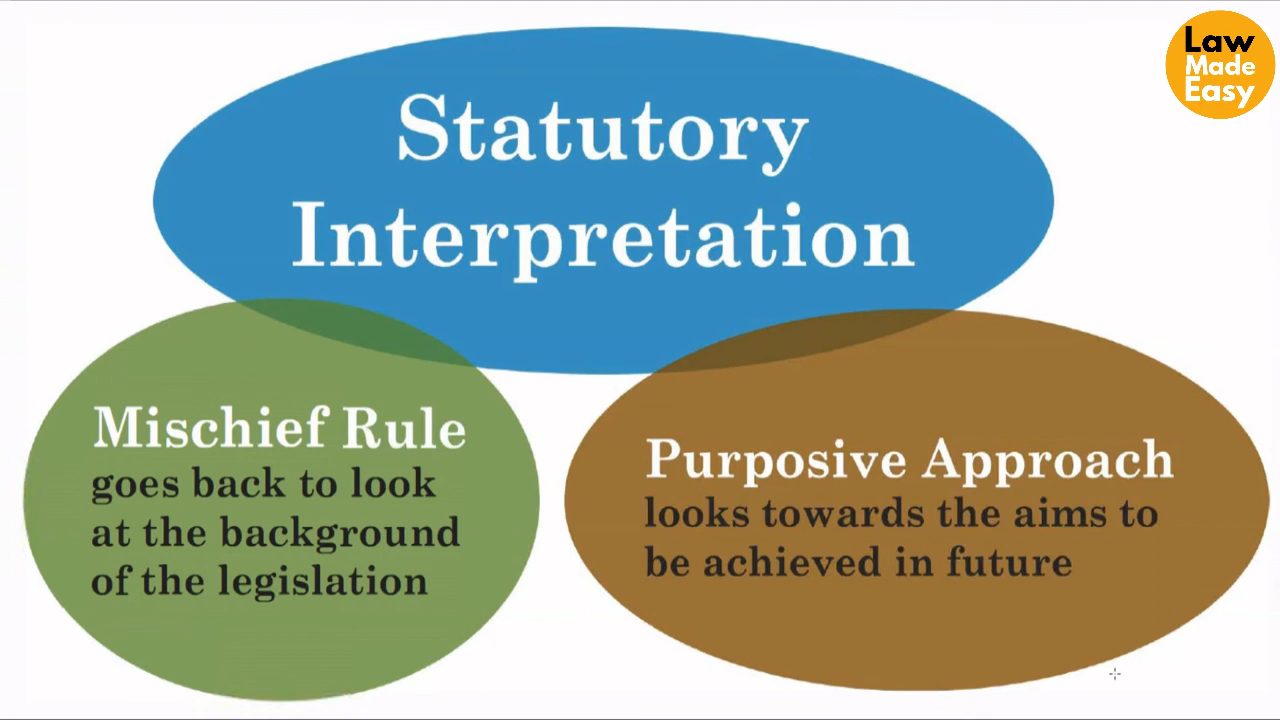 Law
Made
Easy
Statutory
Interpretation
Mischief Rule
goes back to look
at the background
of the legislation
Purposive Approach
looks towards the aims to
be achieved in future